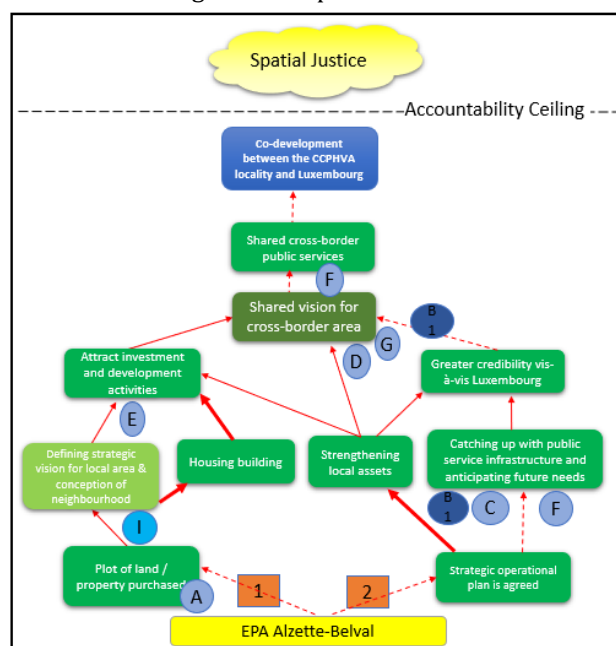 Spatial Justice
Accountability Ceiling
Co-development
between the CCPHVA
locality and Luxembourg
Shared cross-border
public services
F
Shared vision for
cross-border area
B
1
G
D
Attract investment
and development
activities
Greater credibility vis-
à-vis Luxembourg
E
Defining strategic
vision for local area &
conception of
neighbourhood
Housing building
Strengthening
local assets
Catching up with public
service infrastructure and
anticipating future needs
B
1
C
F
I
Plot of land /
property purchased
A
1
2
Strategic operational
plan is agreed
EPA Alzette-Belval